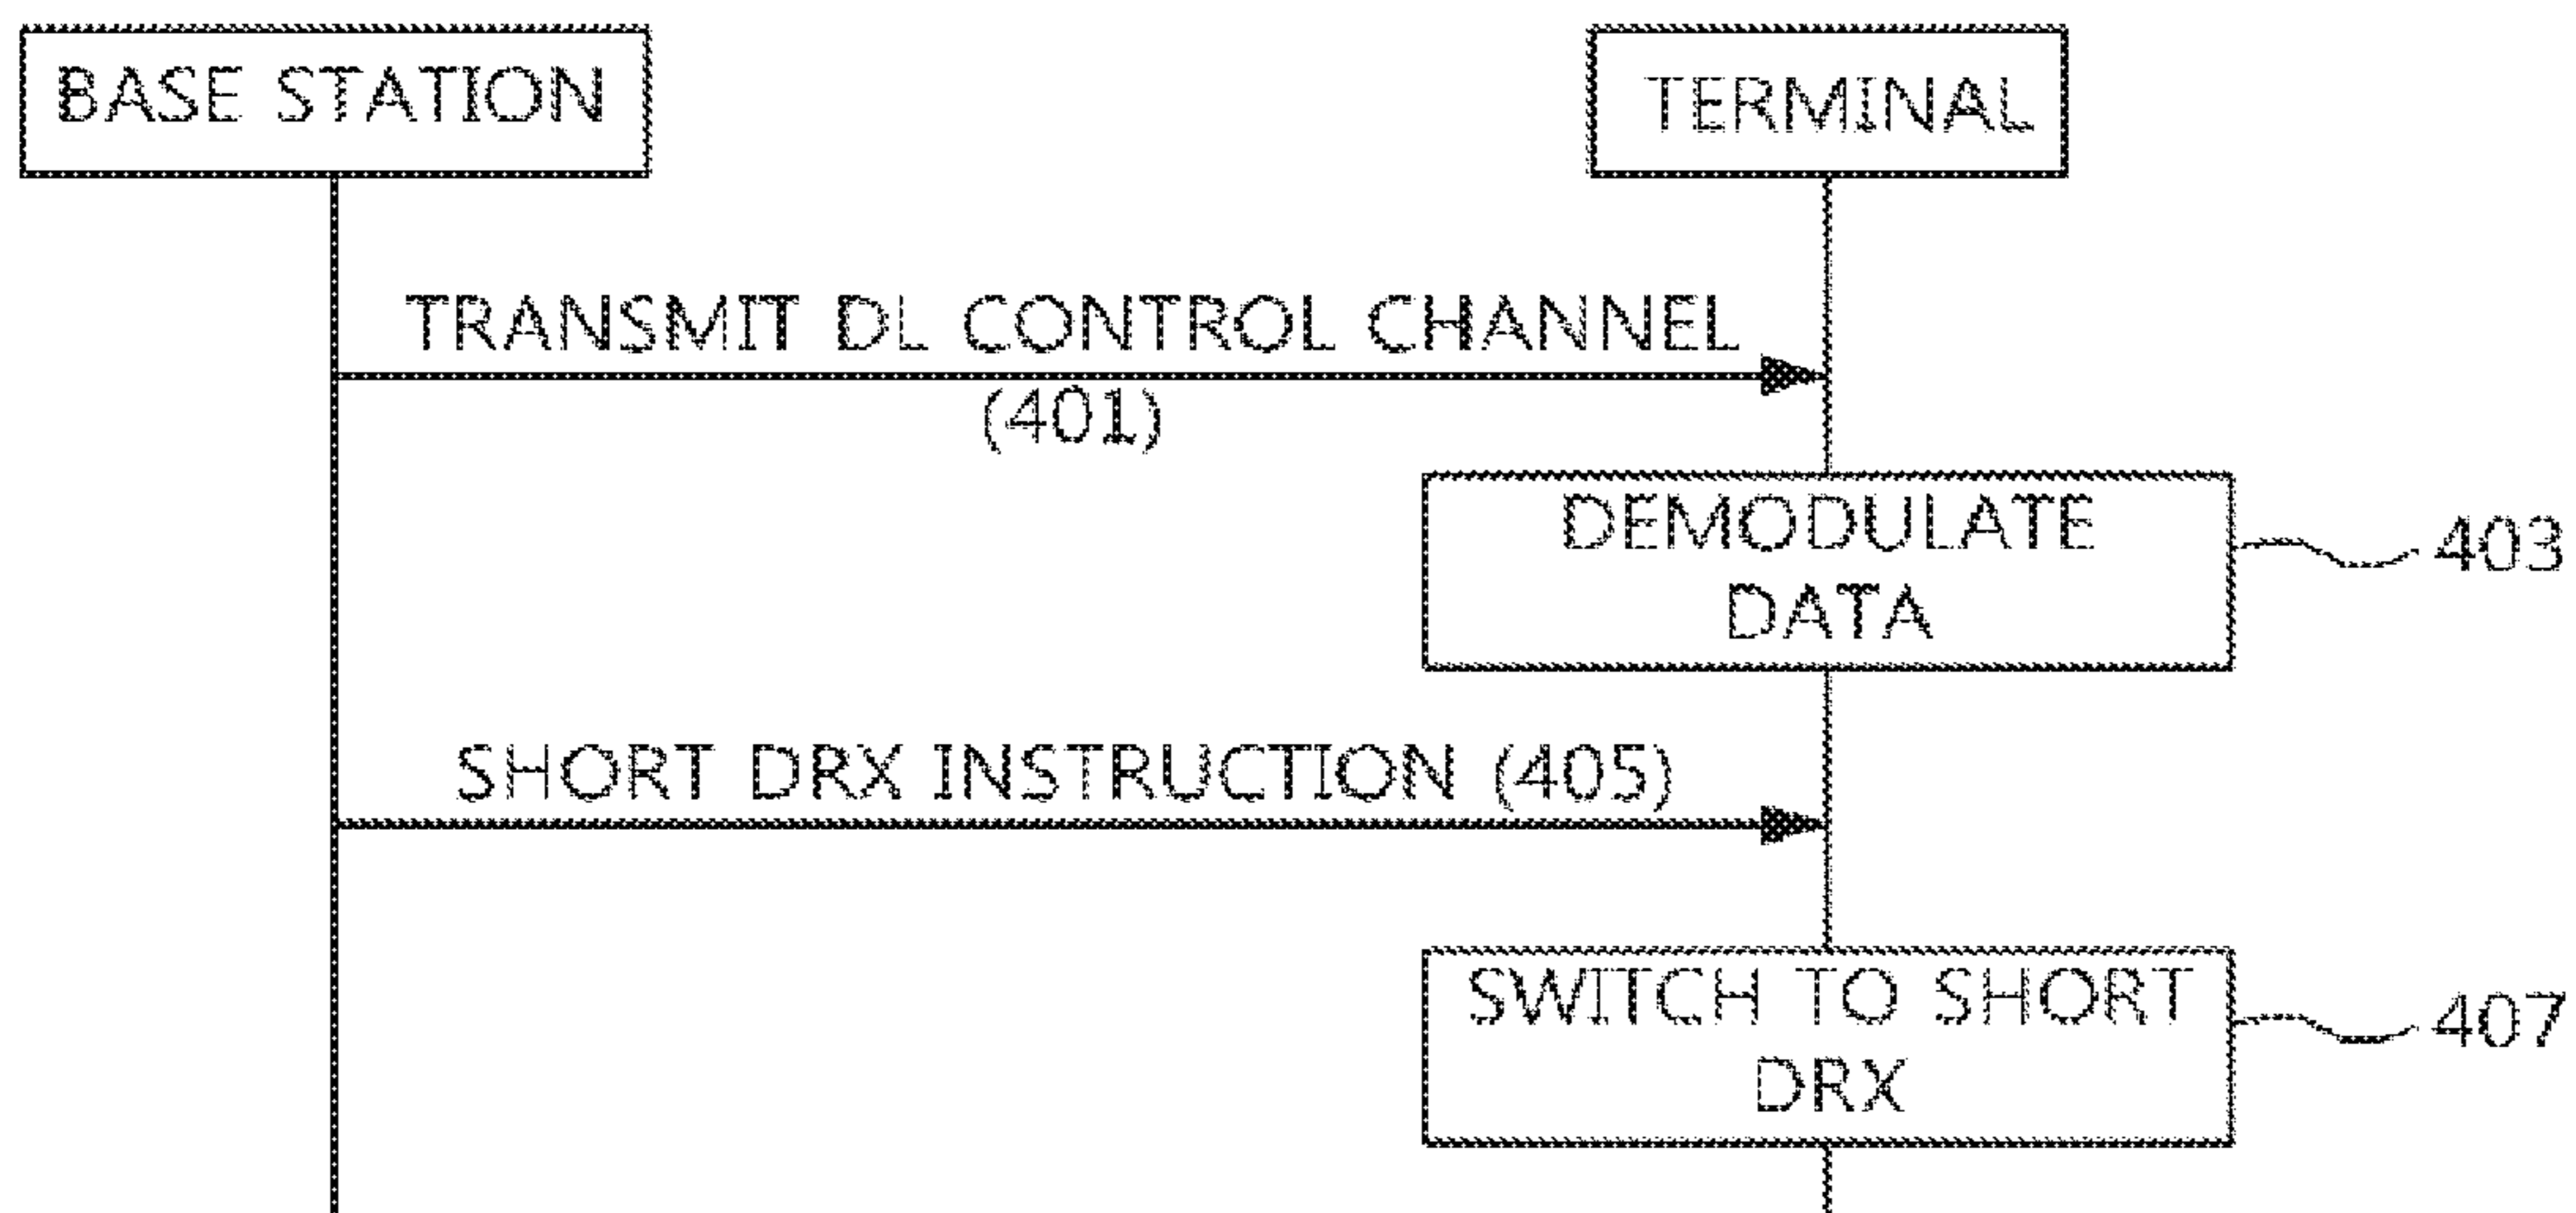 BASE STATION
TERMINAL
TRANSMIT DL CONTROL CHANNEL
(401)
DEMODULATE
DATA
403
SHORT DRX INSTRUCTION (405)
SWITCH TO SHORT
DRX
407